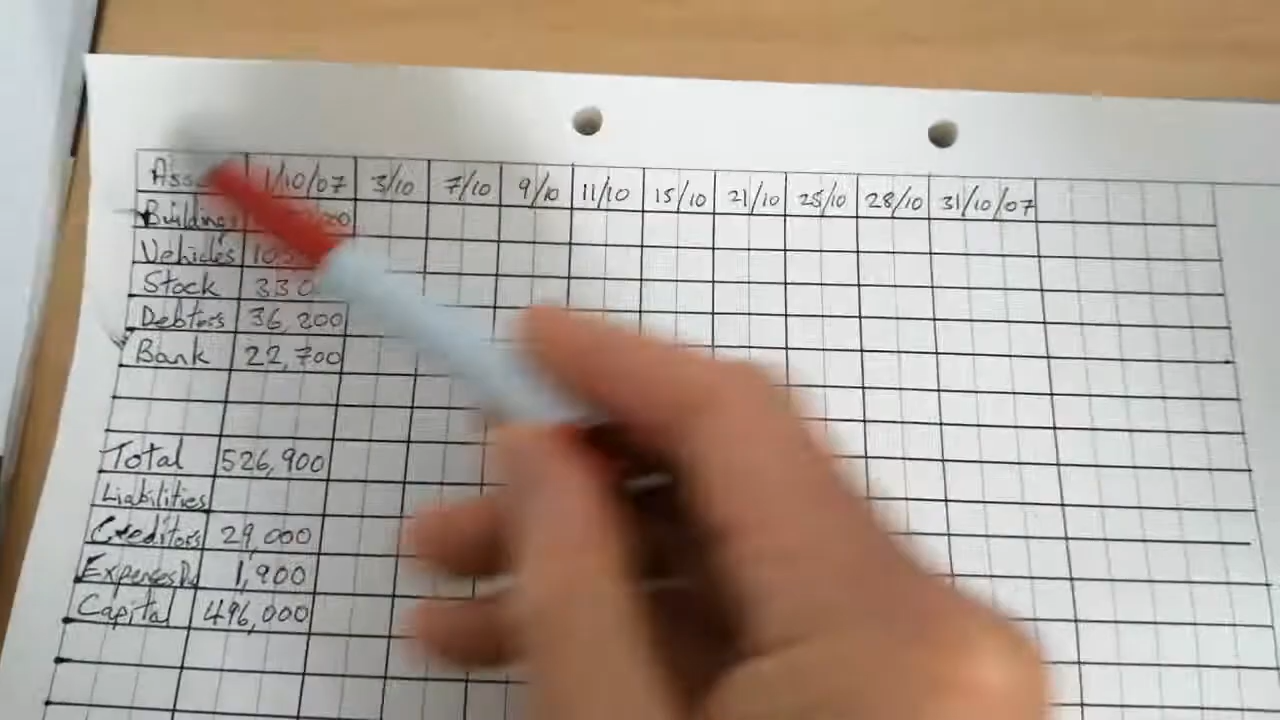 1/10/07 3/10 7/10 9/10 11/10 15/10 21/10 25/10 28/10 31/10/07
Buildings
Vehicles
Stock
Debtors 36,200
Bank 22,700
Total 526,900
Liabilities
Creditors 29,000
Expenses 1,900
Capital 496,000